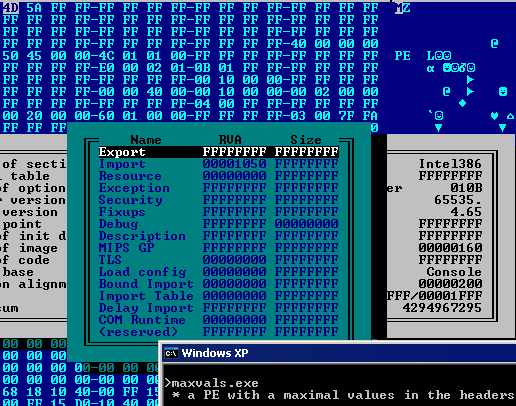 4D 5A FF FF-FF FF FF FF-FF FF FF FF-FF FF FF FF MZ
FF FF FF FF-FF FF FF FF-FF FF FF FF-FF FF FF FF
FF FF FF FF-FF FF FF FF-FF FF FF FF-FF FF FF FF
FF FF FF FF-FF FF FF FF-FF FF FF FF-40 00 00 00 @
50 45 00 00-4C 01 01 00-FF FF FF FF-FF FF FF FF PE L☺☺
FF FF FF FF-E0 00 02 01-0B 01 FF FF-FF FF FF FF
FF FF FF FF-FF FF FF FF-00 10 00 00-FF FF FF FF
FF FF FF FF-00 00 40 00-00 10 00 00-00 02 00 00
FF FF FF FF-FF FF FF FF-04 00 FF FF-FF FF FF FF
00 20 00 00-60 01 00 00-FF FF FF FF-03 00 7F FA
Name RVA Size
Export FFFFFFFF FFFFFFFF
Import 00001050 FFFFFFFF
Resource 00000000 FFFFFFFF
Exception FFFFFFFF FFFFFFFF
Security FFFFFFFF FFFFFFFF
Fixups FFFFFFFF FFFFFFFF
Debug FFFFFFFF 00000000
Description FFFFFFFF FFFFFFFF
MIPS GP FFFFFFFF FFFFFFFF
TLS 00000000 FFFFFFFF
Load config 00000000 FFFFFFFF
Bound Import 00000000 FFFFFFFF
Import Table 00000000 FFFFFFFF
Delay Import FFFFFFFF FFFFFFFF
COM Runtime 00000000 FFFFFFFF
(reserved) FFFFFFFF FFFFFFFF
of secti
table
of option
version
version
point
of init d
of image
of code
base
on alignm
cum
Intel386
FFFFFFFF
er 010B
65535.
4.65
FFFFFFFF
FFFFFFFF
00000160
FFFFFFFF
Console
00000200
FFF/00001FFF
4294967295
00 00 00 0
00 00 00 0
68 18 10 40-00 FF 15
00 FF 15 D0-10 40 00
Windows XP
>maxvals.exe
* a PE with a maximal values in the headers